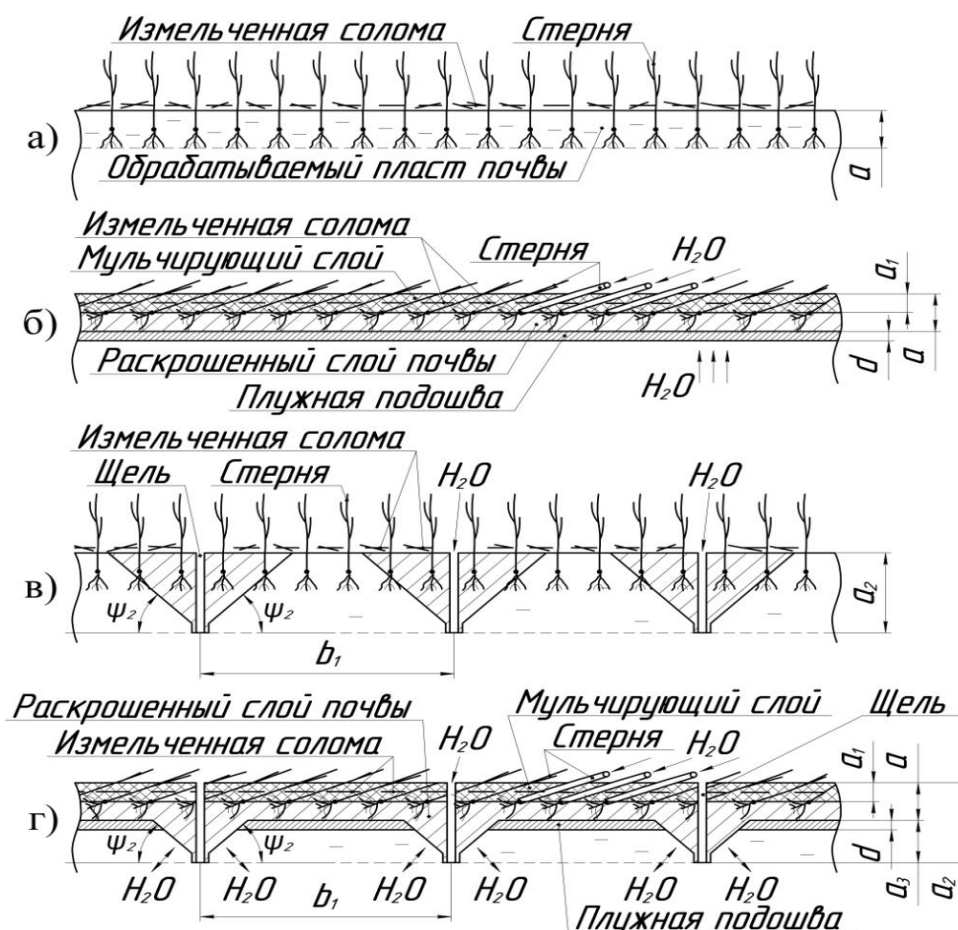 Измельченная солома Стерня
а)
Обрабатываемый пласт почвы
a
Измельченная солома
Мульчирующий слой Стерня H₂O
б)
a₁
a
d
Раскрошенный слой почвы
Плужная подошва H₂O
Измельченная солома
Щель Стерня H₂O H₂O
в)
ψ₂ ψ₂
a₂
b₁
Раскрошенный слой почвы Мульчирующий слой Щель
Измельченная солома H₂O Стерня H₂O
a₁ a
г)
ψ₂ ψ₂
d
a₃ a₂
H₂O H₂O b₁ H₂O H₂O H₂O H₂O
Плужная подошва